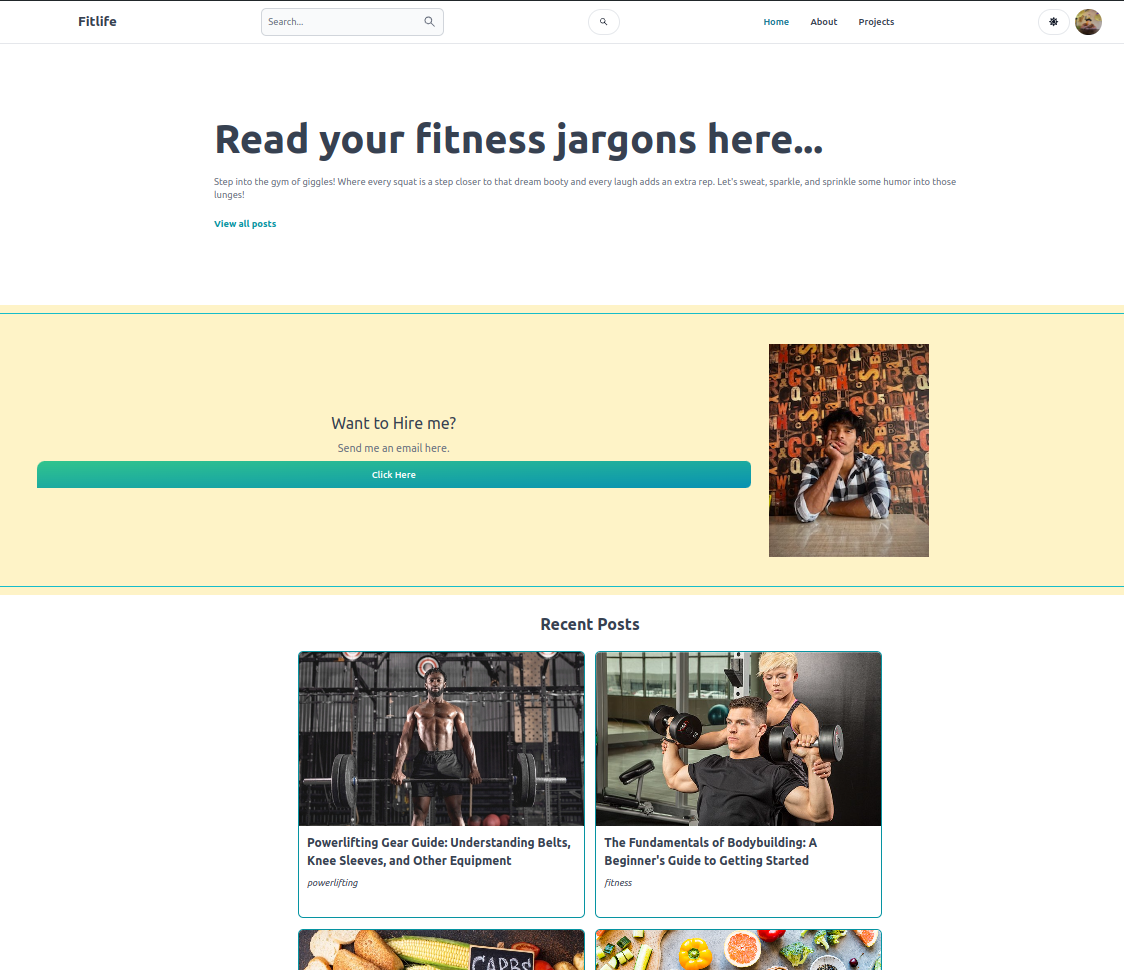 Fitlife
Search...
Home
About
Projects
Read your fitness jargons here...
Step into the gym of giggles! Where every squat is a step closer to that dream booty and every laugh adds an extra rep. Let's sweat, sparkle, and sprinkle some humor into those
lunges!
View all posts
Want to Hire me?
Send me an email here.
Click Here
Recent Posts
Powerlifting Gear Guide: Understanding Belts,
Knee Sleeves, and Other Equipment
powerlifting
The Fundamentals of Bodybuilding: A
Beginner's Guide to Getting Started
fitness
CARBS